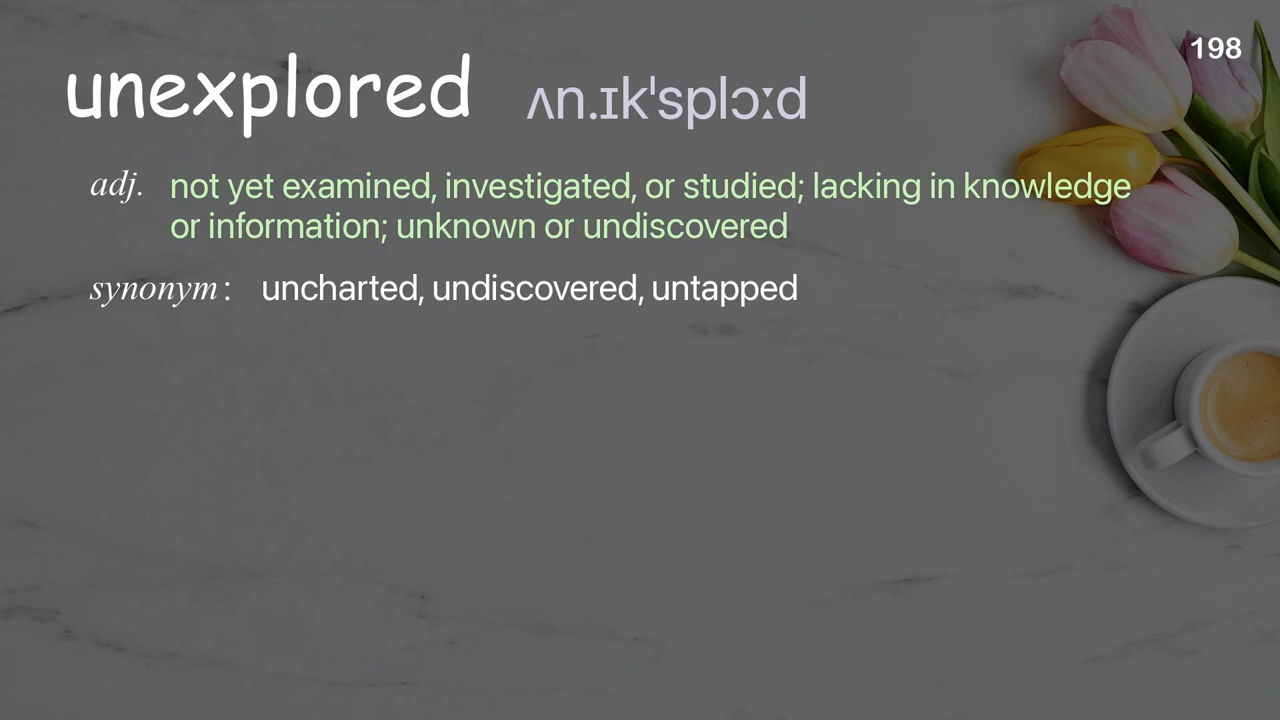 198
unexplored ʌn.ɪkˈsplɔːd
adj. not yet examined, investigated, or studied; lacking in knowledge
or information; unknown or undiscovered
synonym: uncharted, undiscovered, untapped